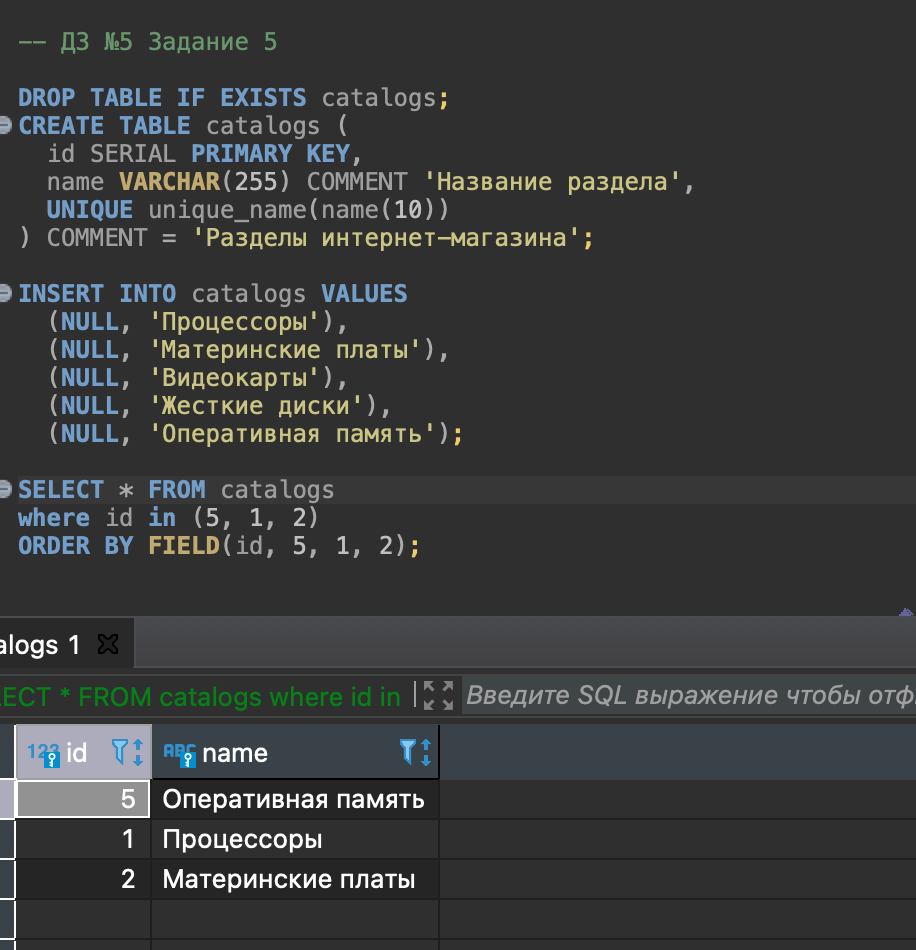 -- ДЗ №5 Задание 5
DROP TABLE IF EXISTS catalogs;
CREATE TABLE catalogs (
id SERIAL PRIMARY KEY,
name VARCHAR(255) COMMENT 'Название раздела',
UNIQUE unique_name(name(10))
) COMMENT = 'Разделы интернет-магазина';
INSERT INTO catalogs VALUES
(NULL, 'Процессоры'),
(NULL, 'Материнские платы'),
(NULL, 'Видеокарты'),
(NULL, 'Жесткие диски'),
(NULL, 'Оперативная память');
SELECT * FROM catalogs
where id in (5, 1, 2)
ORDER BY FIELD(id, 5, 1, 2);
alogs 1
ECT * FROM catalogs where id in Введите SQL выражение чтобы отф
123 id ABC name
5 Оперативная память
1 Процессоры
2 Материнские платы